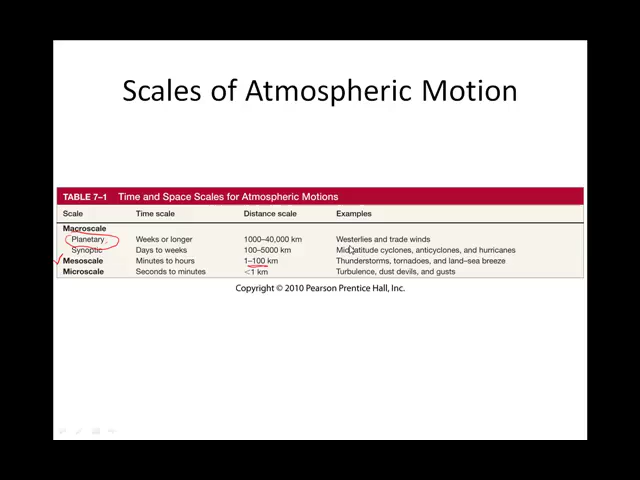 Scales of Atmospheric Motion
TABLE 7–1 Time and Space Scales for Atmospheric Motions
Scale Time scale Distance scale Examples
Macroscale
Planetary Weeks or longer 1000–40,000 km Westerlies and trade winds
Synoptic Days to weeks 100–5000 km Midlatitude cyclones, anticyclones, and hurricanes
Mesoscale Minutes to hours 1–100 km Thunderstorms, tornadoes, and land–sea breeze
Microscale Seconds to minutes <1 km Turbulence, dust devils, and gusts
Copyright © 2010 Pearson Prentice Hall, Inc.